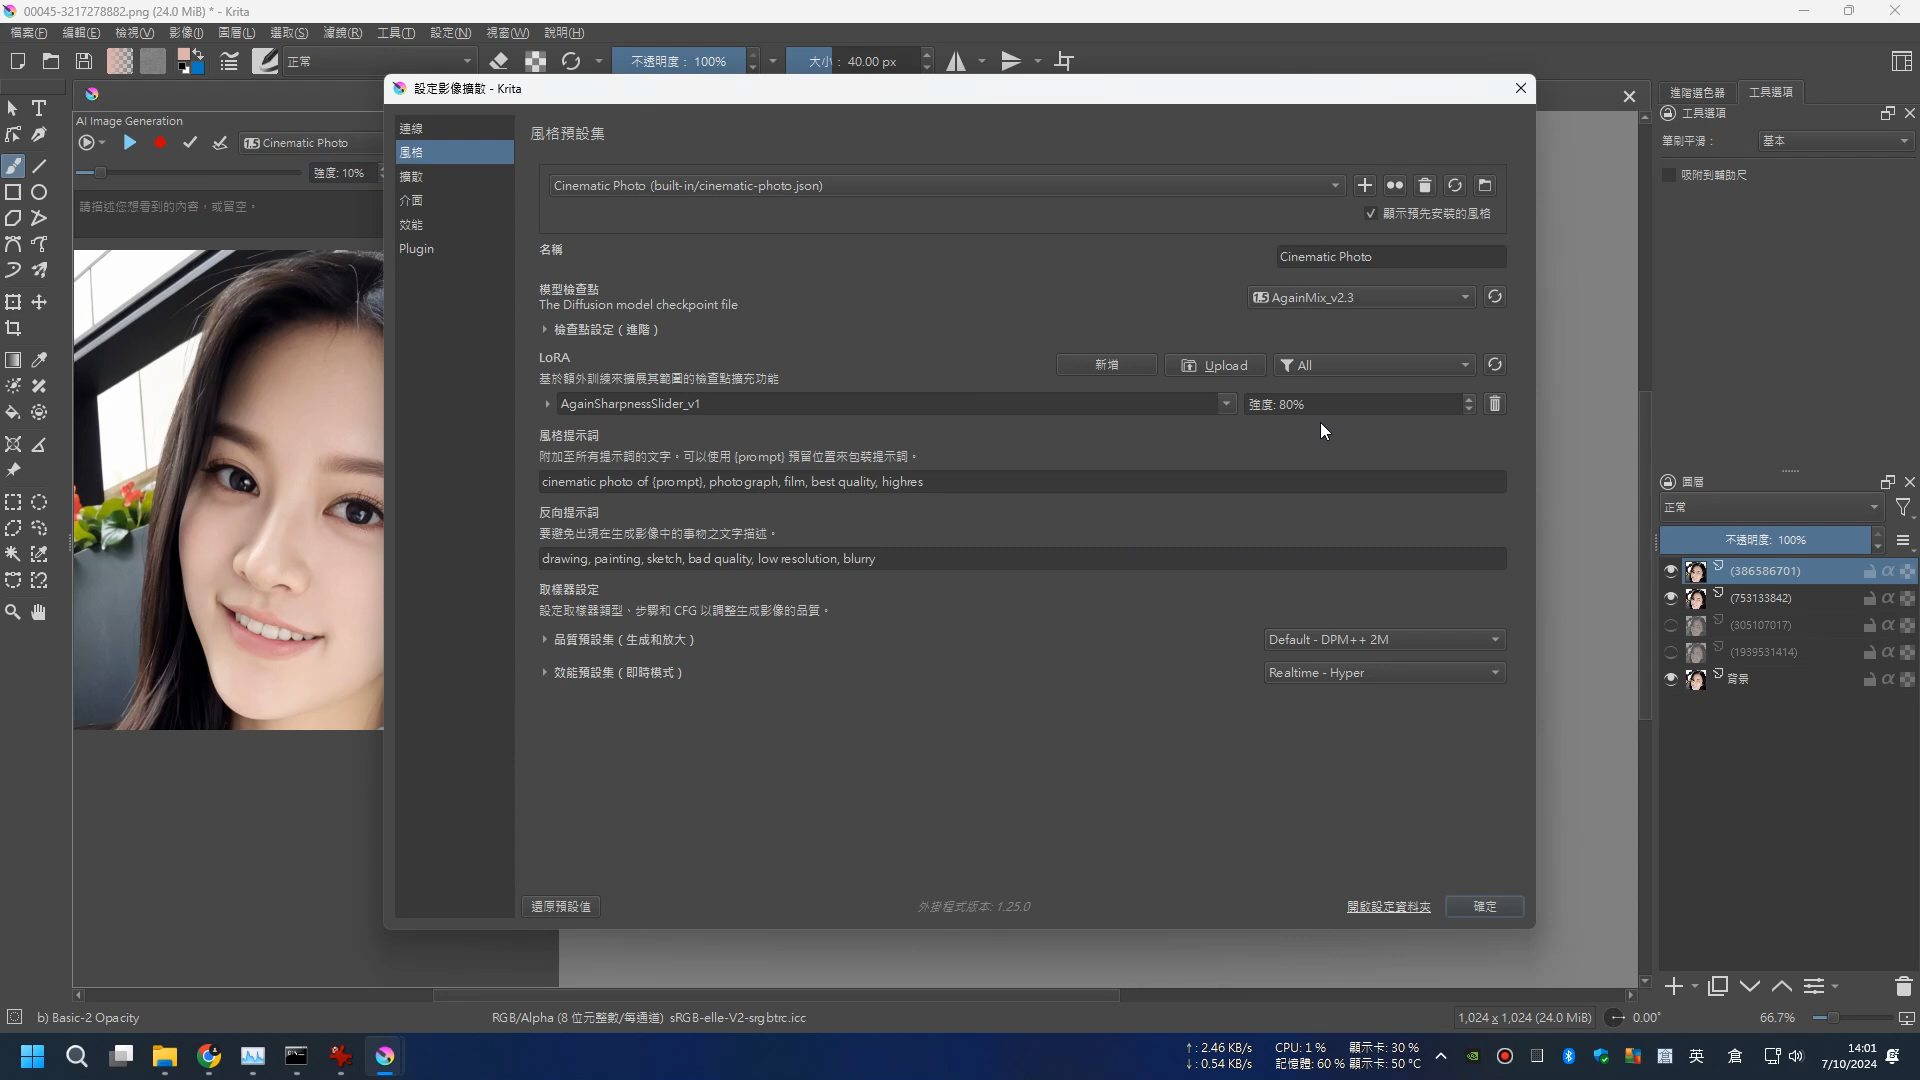 00045-3217278882.png (24.0 MiB) * - Krita
檔案(F) 編輯(E) 檢視(V) 影像(I) 圖層(L) 選取(S) 濾鏡(R) 工具(T) 設定(N) 視窗(W) 說明(H)
正常
不透明度： 100%
大小： 40.00 px
設定影像擴散 - Krita
AI Image Generation
1.5 Cinematic Photo
強度: 10%
請描述您想看到的內容，或留空。
連線
風格
擴散
介面
效能
Plugin
風格預設集
Cinematic Photo (built-in/cinematic-photo.json)
顯示預先安裝的風格
名稱
Cinematic Photo
模型檢查點
The Diffusion model checkpoint file
1.5 AgainMix_v2.3
檢查點設定 ( 進階 )
LoRA
基於額外訓練來擴展其範圍的檢查點擴充功能
新增
Upload
All
AgainSharpnessSlider_v1
強度: 80%
風格提示詞
附加至所有提示詞的文字。可以使用 {prompt} 預留位置來包裝提示詞。
cinematic photo of {prompt}, photograph, film, best quality, highres
反向提示詞
要避免出現在生成影像中的事物之文字描述。
drawing, painting, sketch, bad quality, low resolution, blurry
取樣器設定
設定取樣器類型、步驟和 CFG 以調整生成影像的品質。
品質預設集 ( 生成和放大 )
Default - DPM++ 2M
效能預設集 ( 即時模式 )
Realtime - Hyper
還原預設值
外掛程式版本: 1.25.0
開啟設定資料夾
確定
進階選色器
工具選項
工具選項
筆刷平滑：
基本
吸附到輔助尺
圖層
正常
不透明度: 100%
(386586701)
(753133842)
(305107017)
(1939531414)
背景
b) Basic-2 Opacity
RGB/Alpha (8 位元整數/每通道) sRGB-elle-V2-srgbtrc.icc
1,024 x 1,024 (24.0 MiB)
0.00°
66.7%
↑: 2.46 KB/s
↓: 0.54 KB/s
CPU: 1 %
記憶體: 60 %
顯示卡: 30 %
顯示卡: 50 °C
英
倉
14:01
7/10/2024